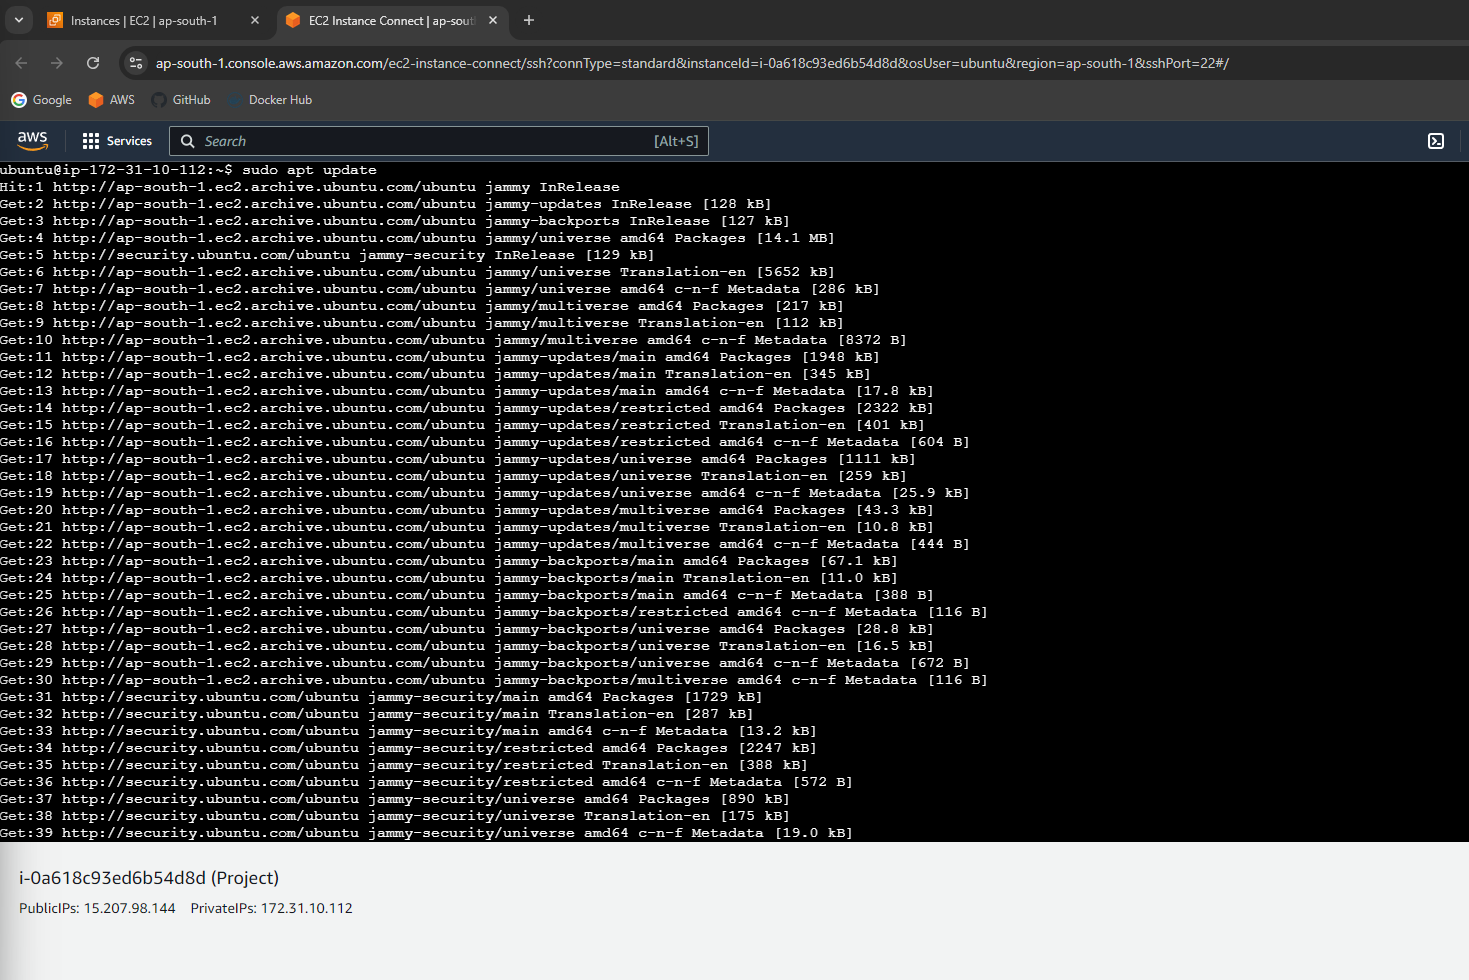 Instances | EC2 | ap-south-1
EC2 Instance Connect | ap-sout
ap-south-1.console.aws.amazon.com/ec2-instance-connect/ssh?connType=standard&instanceId=i-0a618c93ed6b54d8d&osUser=ubuntu&region=ap-south-1&sshPort=22#/
Google AWS GitHub Docker Hub
aws Services Search [Alt+S]
ubuntu@ip-172-31-10-112:~$ sudo apt update
Hit:1 http://ap-south-1.ec2.archive.ubuntu.com/ubuntu jammy InRelease
Get:2 http://ap-south-1.ec2.archive.ubuntu.com/ubuntu jammy-updates InRelease [128 kB]
Get:3 http://ap-south-1.ec2.archive.ubuntu.com/ubuntu jammy-backports InRelease [127 kB]
Get:4 http://ap-south-1.ec2.archive.ubuntu.com/ubuntu jammy/universe amd64 Packages [14.1 MB]
Get:5 http://security.ubuntu.com/ubuntu jammy-security InRelease [129 kB]
Get:6 http://ap-south-1.ec2.archive.ubuntu.com/ubuntu jammy/universe Translation-en [5652 kB]
Get:7 http://ap-south-1.ec2.archive.ubuntu.com/ubuntu jammy/universe amd64 c-n-f Metadata [286 kB]
Get:8 http://ap-south-1.ec2.archive.ubuntu.com/ubuntu jammy/multiverse amd64 Packages [217 kB]
Get:9 http://ap-south-1.ec2.archive.ubuntu.com/ubuntu jammy/multiverse Translation-en [112 kB]
Get:10 http://ap-south-1.ec2.archive.ubuntu.com/ubuntu jammy/multiverse amd64 c-n-f Metadata [8372 B]
Get:11 http://ap-south-1.ec2.archive.ubuntu.com/ubuntu jammy-updates/main amd64 Packages [1948 kB]
Get:12 http://ap-south-1.ec2.archive.ubuntu.com/ubuntu jammy-updates/main Translation-en [345 kB]
Get:13 http://ap-south-1.ec2.archive.ubuntu.com/ubuntu jammy-updates/main amd64 c-n-f Metadata [17.8 kB]
Get:14 http://ap-south-1.ec2.archive.ubuntu.com/ubuntu jammy-updates/restricted amd64 Packages [2322 kB]
Get:15 http://ap-south-1.ec2.archive.ubuntu.com/ubuntu jammy-updates/restricted Translation-en [401 kB]
Get:16 http://ap-south-1.ec2.archive.ubuntu.com/ubuntu jammy-updates/restricted amd64 c-n-f Metadata [604 B]
Get:17 http://ap-south-1.ec2.archive.ubuntu.com/ubuntu jammy-updates/universe amd64 Packages [1111 kB]
Get:18 http://ap-south-1.ec2.archive.ubuntu.com/ubuntu jammy-updates/universe Translation-en [259 kB]
Get:19 http://ap-south-1.ec2.archive.ubuntu.com/ubuntu jammy-updates/universe amd64 c-n-f Metadata [25.9 kB]
Get:20 http://ap-south-1.ec2.archive.ubuntu.com/ubuntu jammy-updates/multiverse amd64 Packages [43.3 kB]
Get:21 http://ap-south-1.ec2.archive.ubuntu.com/ubuntu jammy-updates/multiverse Translation-en [10.8 kB]
Get:22 http://ap-south-1.ec2.archive.ubuntu.com/ubuntu jammy-updates/multiverse amd64 c-n-f Metadata [444 B]
Get:23 http://ap-south-1.ec2.archive.ubuntu.com/ubuntu jammy-backports/main amd64 Packages [67.1 kB]
Get:24 http://ap-south-1.ec2.archive.ubuntu.com/ubuntu jammy-backports/main Translation-en [11.0 kB]
Get:25 http://ap-south-1.ec2.archive.ubuntu.com/ubuntu jammy-backports/main amd64 c-n-f Metadata [388 B]
Get:26 http://ap-south-1.ec2.archive.ubuntu.com/ubuntu jammy-backports/restricted amd64 c-n-f Metadata [116 B]
Get:27 http://ap-south-1.ec2.archive.ubuntu.com/ubuntu jammy-backports/universe amd64 Packages [28.8 kB]
Get:28 http://ap-south-1.ec2.archive.ubuntu.com/ubuntu jammy-backports/universe Translation-en [16.5 kB]
Get:29 http://ap-south-1.ec2.archive.ubuntu.com/ubuntu jammy-backports/universe amd64 c-n-f Metadata [672 B]
Get:30 http://ap-south-1.ec2.archive.ubuntu.com/ubuntu jammy-backports/multiverse amd64 c-n-f Metadata [116 B]
Get:31 http://security.ubuntu.com/ubuntu jammy-security/main amd64 Packages [1729 kB]
Get:32 http://security.ubuntu.com/ubuntu jammy-security/main Translation-en [287 kB]
Get:33 http://security.ubuntu.com/ubuntu jammy-security/main amd64 c-n-f Metadata [13.2 kB]
Get:34 http://security.ubuntu.com/ubuntu jammy-security/restricted amd64 Packages [2247 kB]
Get:35 http://security.ubuntu.com/ubuntu jammy-security/restricted Translation-en [388 kB]
Get:36 http://security.ubuntu.com/ubuntu jammy-security/restricted amd64 c-n-f Metadata [572 B]
Get:37 http://security.ubuntu.com/ubuntu jammy-security/universe amd64 Packages [890 kB]
Get:38 http://security.ubuntu.com/ubuntu jammy-security/universe Translation-en [175 kB]
Get:39 http://security.ubuntu.com/ubuntu jammy-security/universe amd64 c-n-f Metadata [19.0 kB]
i-0a618c93ed6b54d8d (Project)
PublicIPs: 15.207.98.144 PrivateIPs: 172.31.10.112